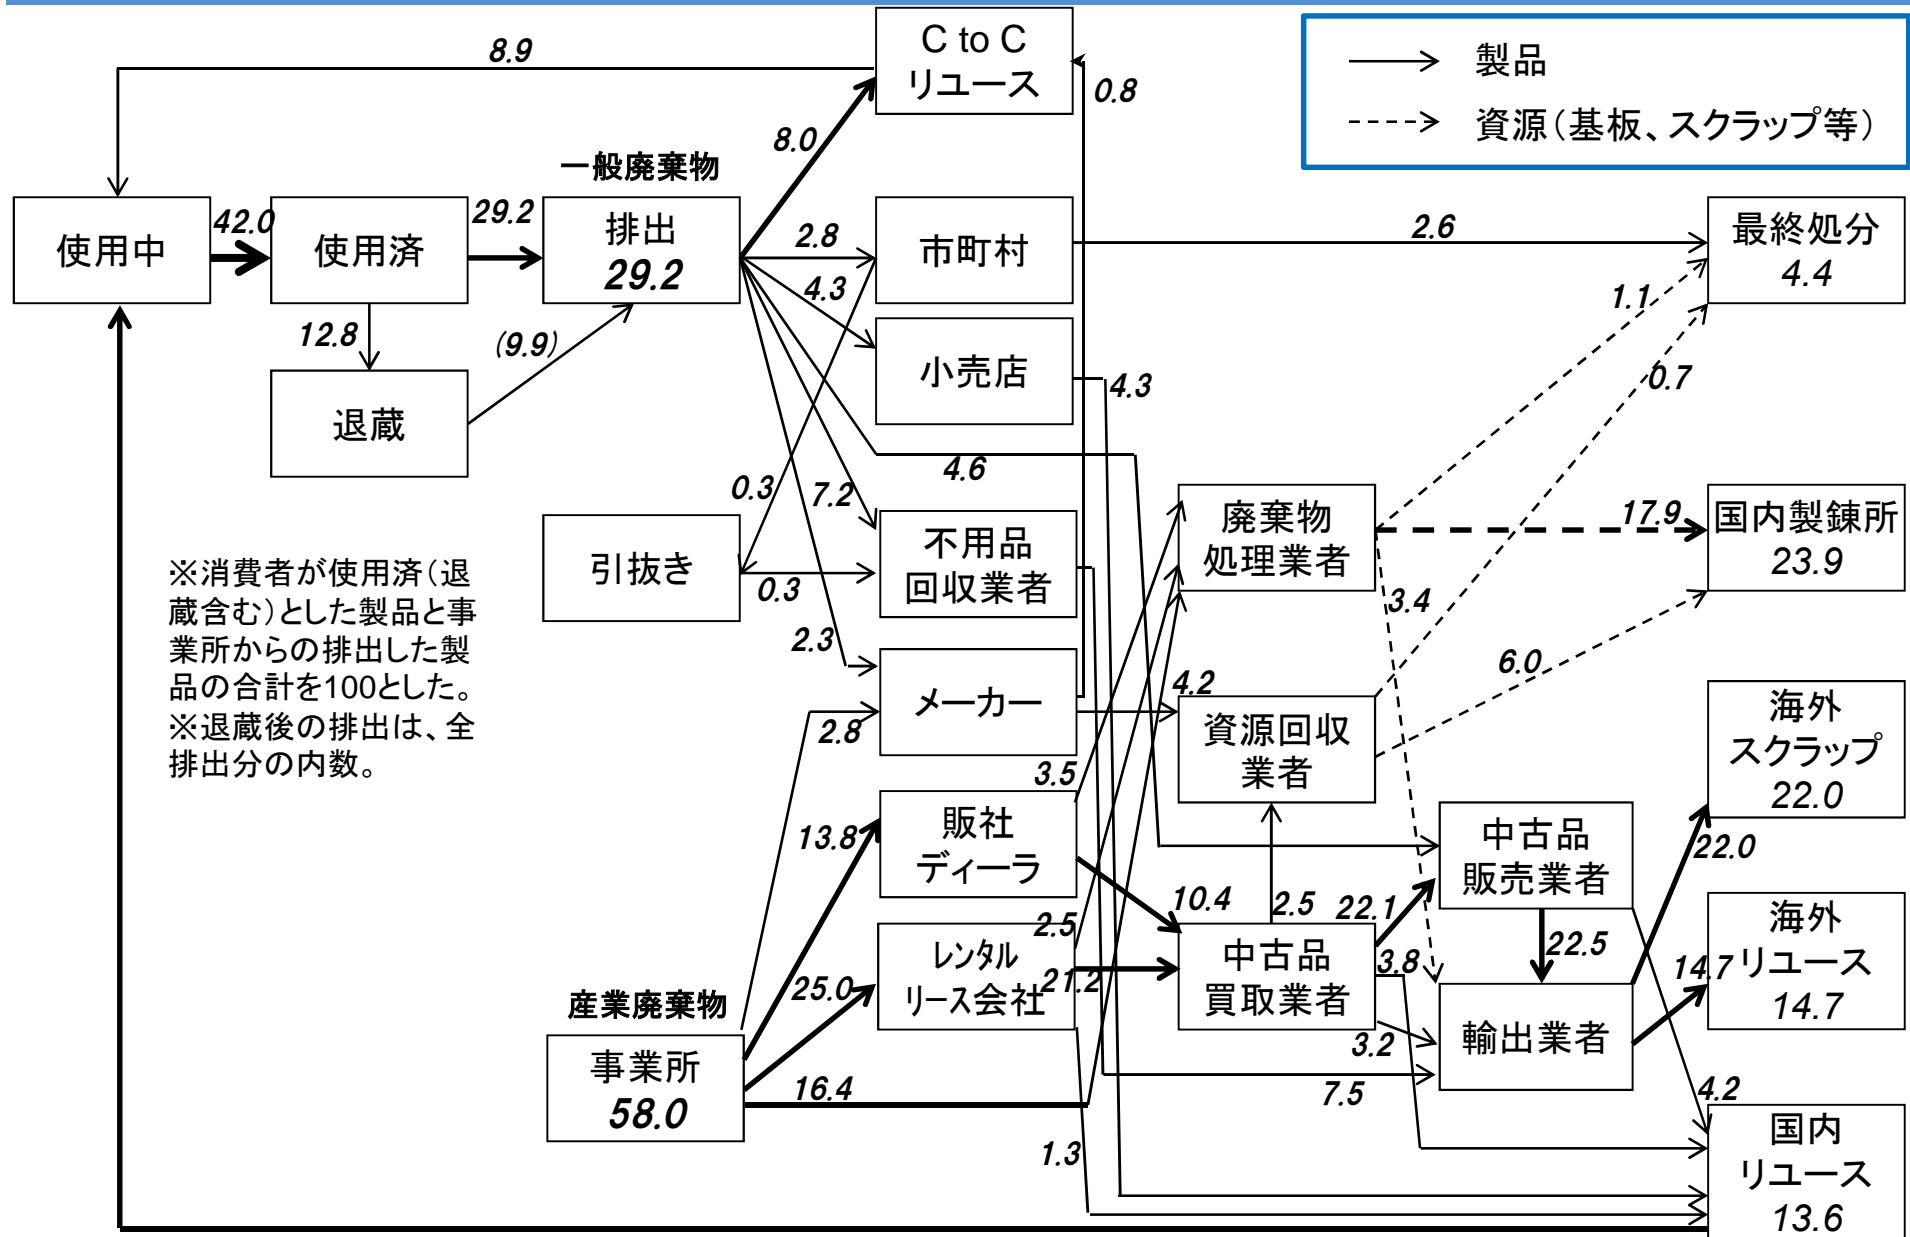 C to C
リユース
製品
資源（基板、スクラップ等）
8.9
0.8
8.0
一般廃棄物
使用中
42.0
使用済
29.2
排出
29.2
2.8
市町村
2.6
最終処分
4.4
4.3
小売店
1.1
0.7
12.8
(9.9)
退蔵
4.3
4.6
0.3
7.2
引抜き
0.3
不用品
回収業者
廃棄物
処理業者
17.9
国内製錬所
23.9
3.4
6.0
※消費者が使用済（退
蔵含む）とした製品と事
業所からの排出した製
品の合計を100とした。
※退蔵後の排出は、全
排出分の内数。
2.3
2.8
メーカー
4.2
資源回収
業者
海外
スクラップ
22.0
3.5
13.8
販社
ディーラ
10.4
2.5
22.1
中古品
販売業者
22.0
2.5
25.0
レンタル
リース会社
21.2
中古品
買取業者
3.8
22.5
14.7
海外
リユース
14.7
産業廃棄物
事業所
58.0
16.4
3.2
輸出業者
7.5
4.2
1.3
国内
リユース
13.6